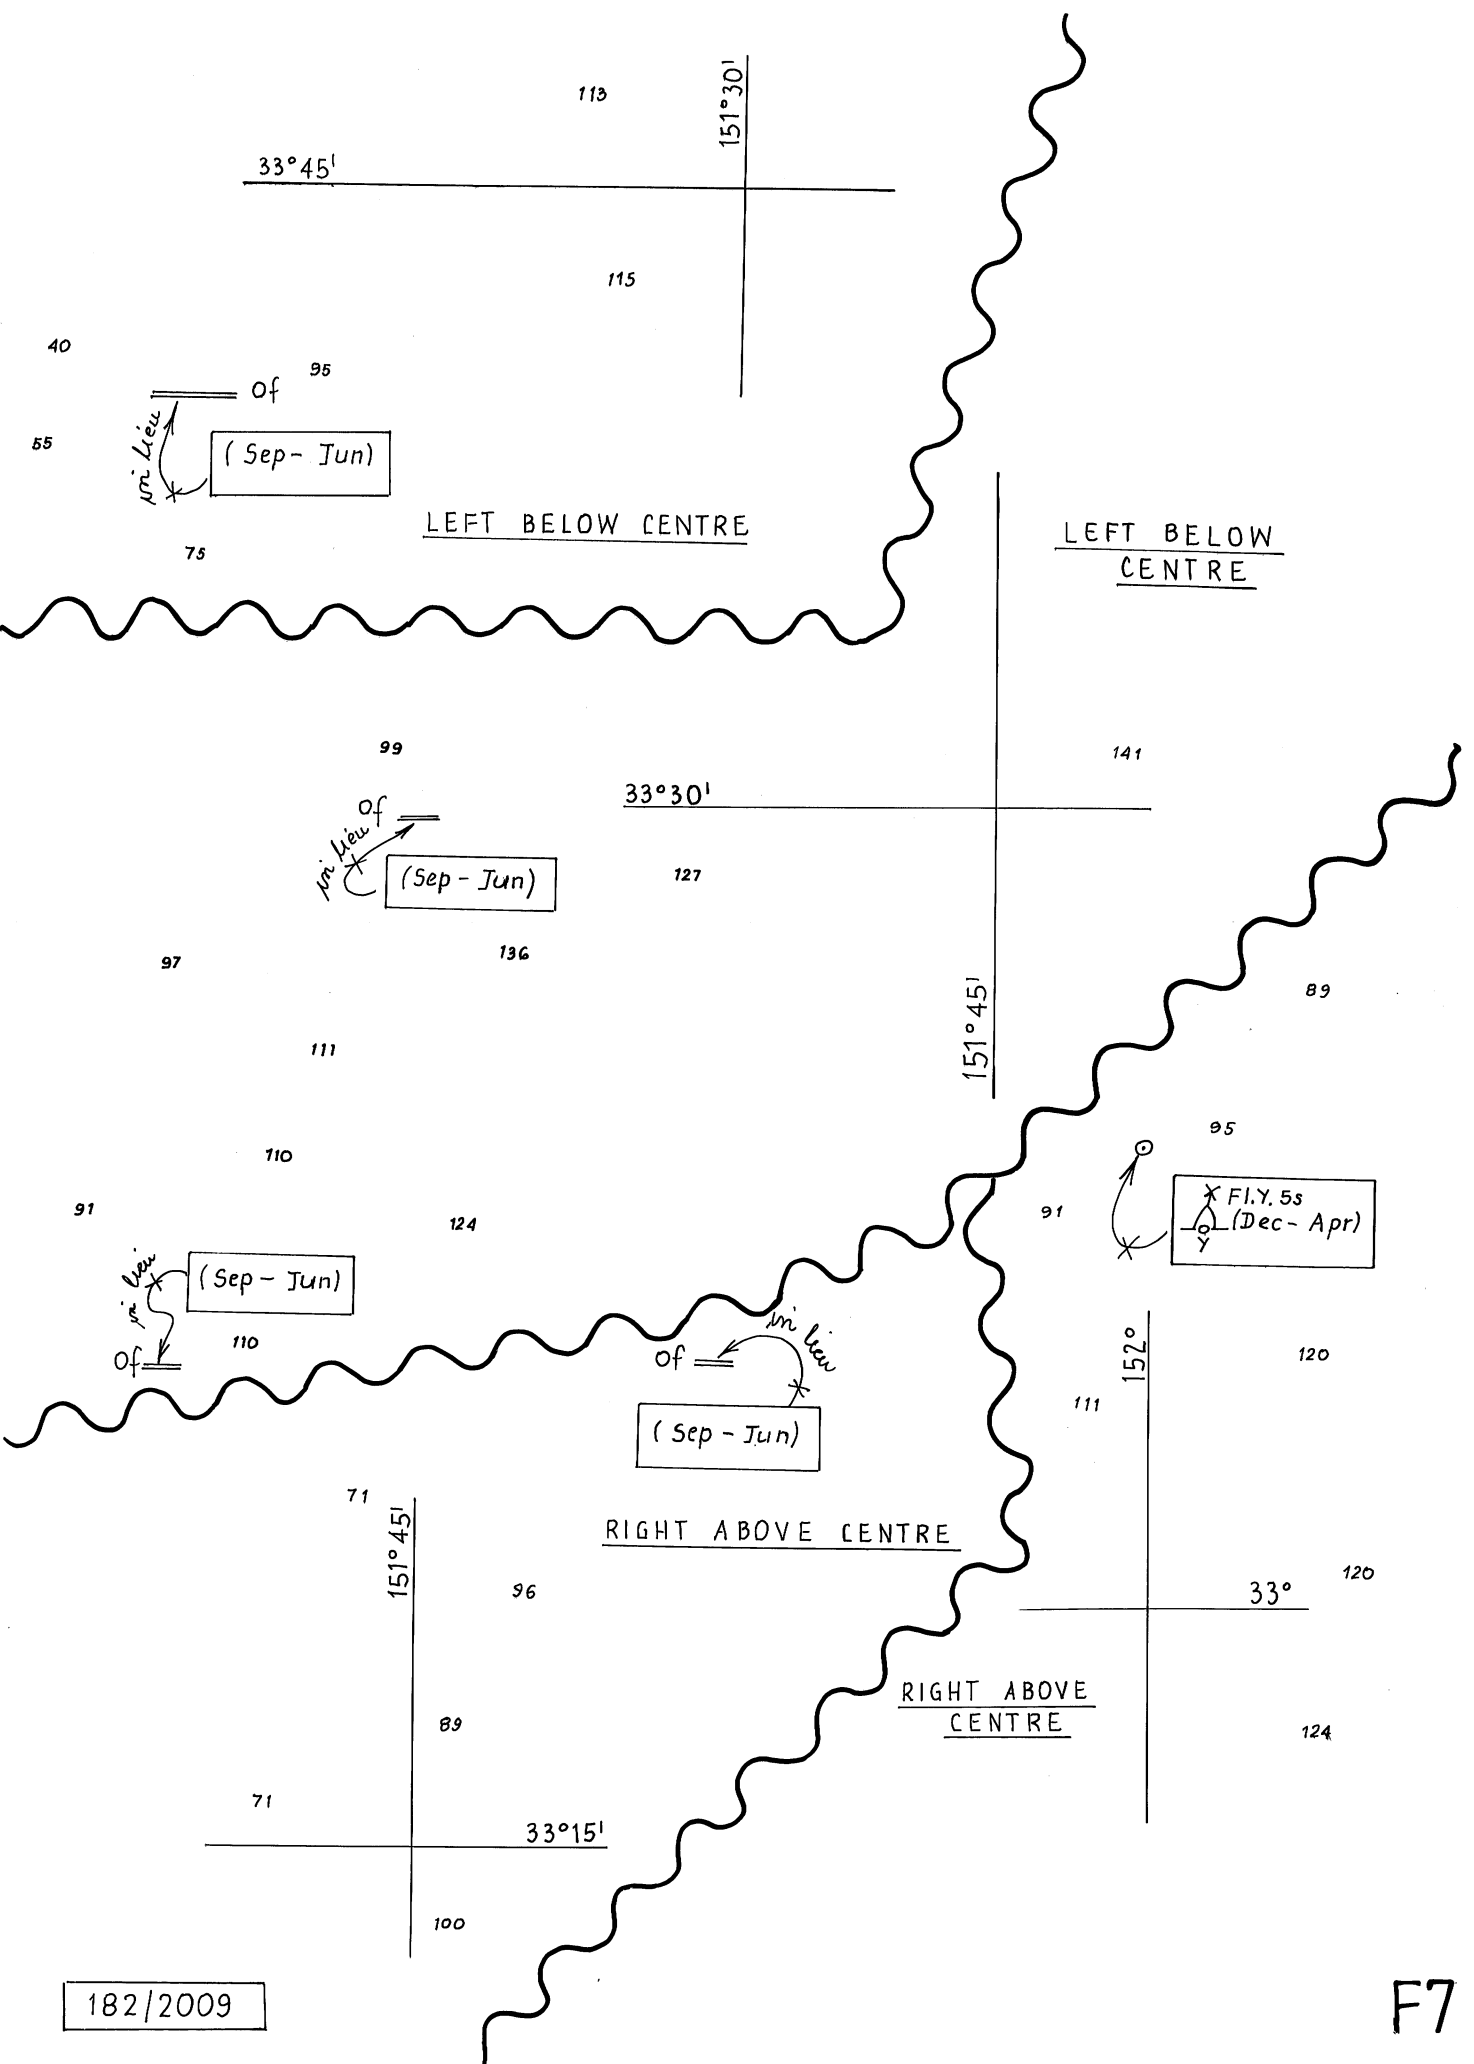 113
151°30'
33°45'
115
40
95
Of
in lieu
55
(Sep - Jun)
LEFT BELOW CENTRE
75
LEFT BELOW
CENTRE
99
141
33°30'
Of
in lieu
(Sep - Jun)
127
136
97
151°45'
89
111
95
110
91
124
91
Fl.Y. 5s
(Dec - Apr)
Y
in lieu
(Sep - Jun)
110
Of
Of
in lieu
(Sep - Jun)
152°
120
111
71
151°45'
RIGHT ABOVE CENTRE
96
120
33°
RIGHT ABOVE
CENTRE
89
124
71
33°15'
100
182/2009
F7